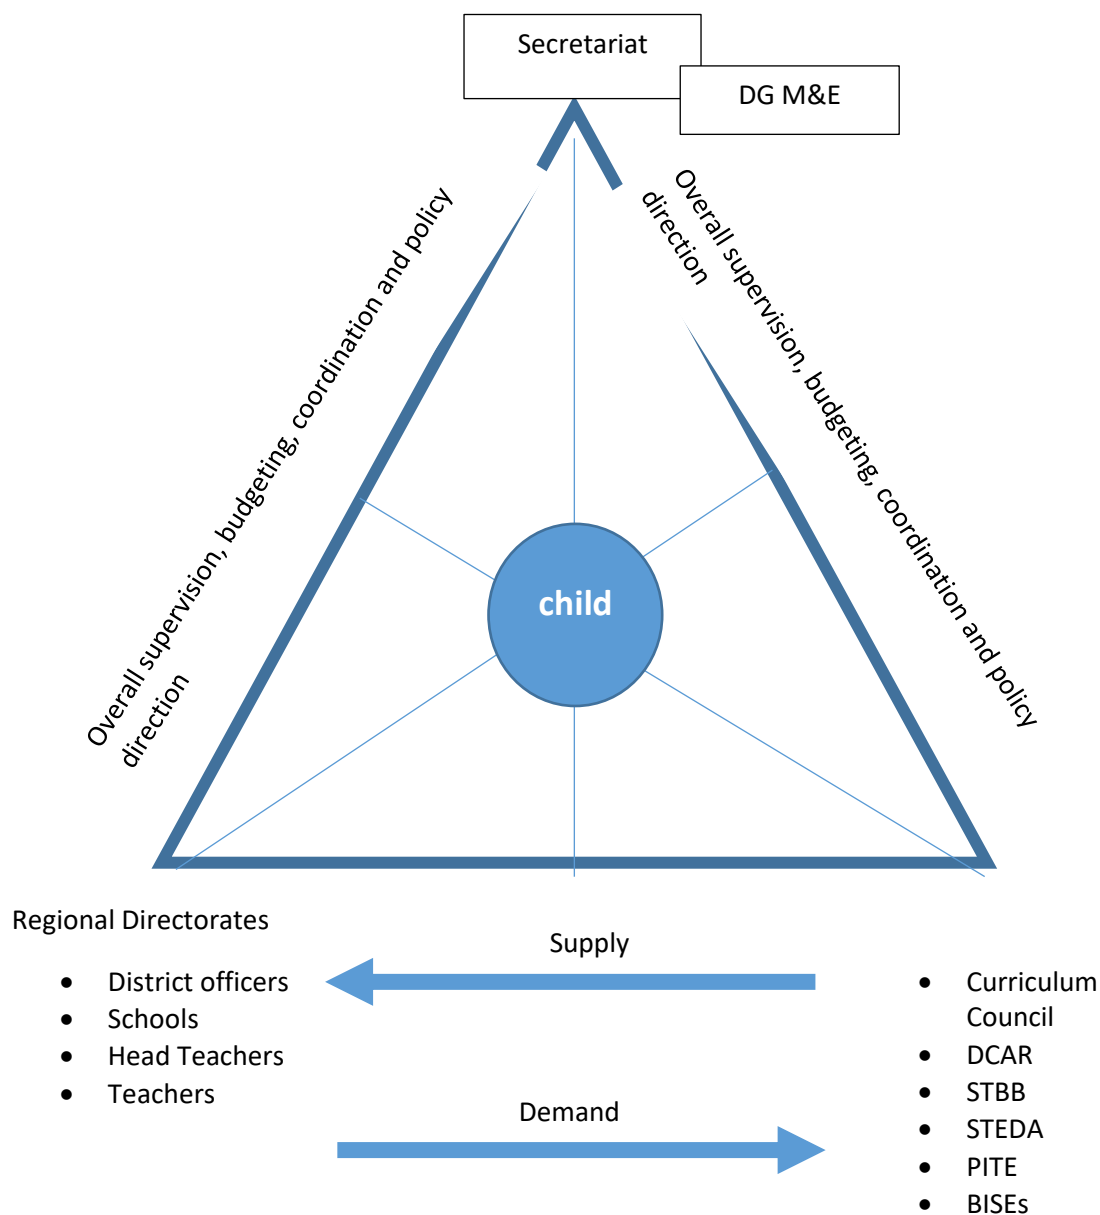 Secretariat
DG M&E
Overall supervision, budgeting, coordination and policy
direction
Overall supervision, budgeting, coordination and policy
direction
child
Regional Directorates
• District officers
• Schools
• Head Teachers
• Teachers
Supply
Demand
• Curriculum
Council
• DCAR
• STBB
• STEDA
• PITE
• BISEs